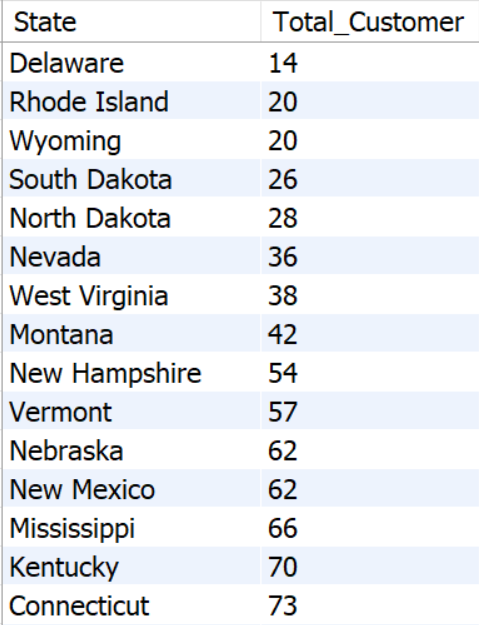 State Total_Customer
Delaware 14
Rhode Island 20
Wyoming 20
South Dakota 26
North Dakota 28
Nevada 36
West Virginia 38
Montana 42
New Hampshire 54
Vermont 57
Nebraska 62
New Mexico 62
Mississippi 66
Kentucky 70
Connecticut 73